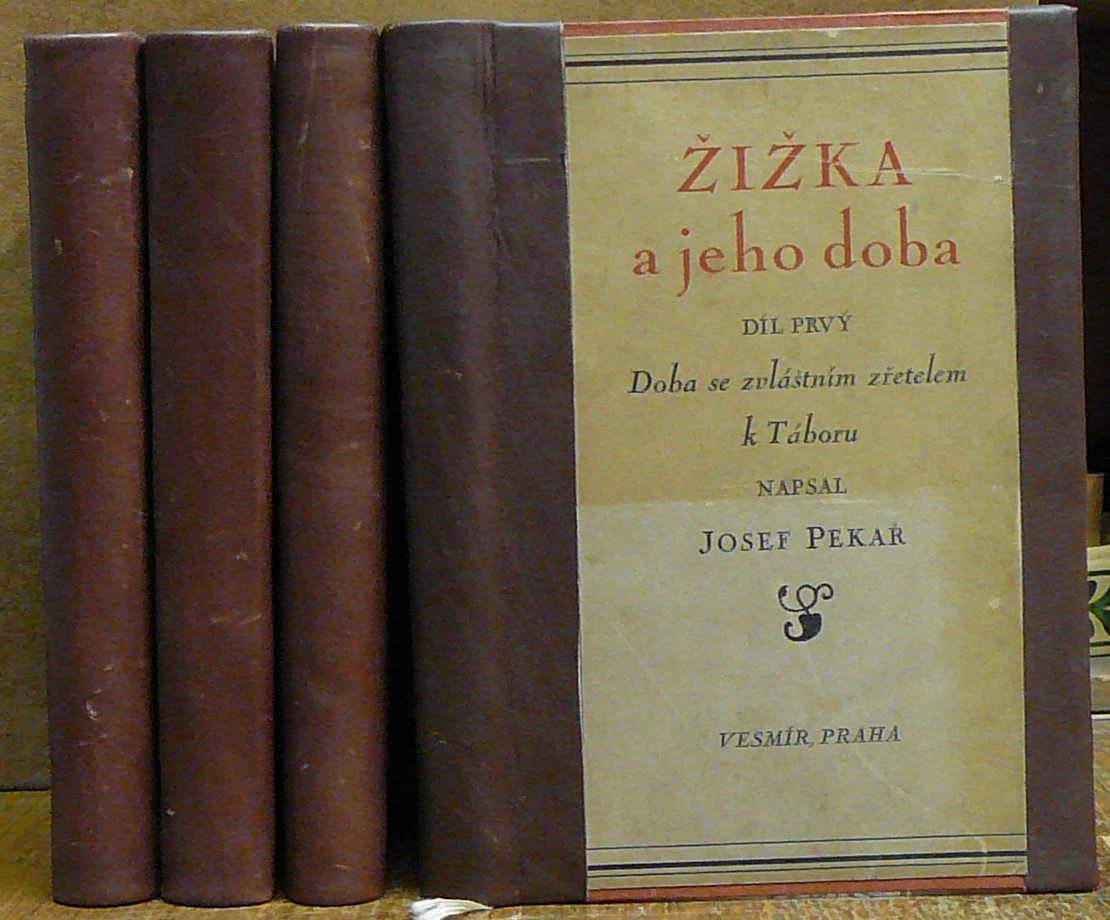 ŽIŽKA
a jeho doba
DÍL PRVÝ
Doba se zvláštním zřetelem
k Táboru
NAPSAL
JOSEF PEKAŘ
VESMÍR, PRAHA